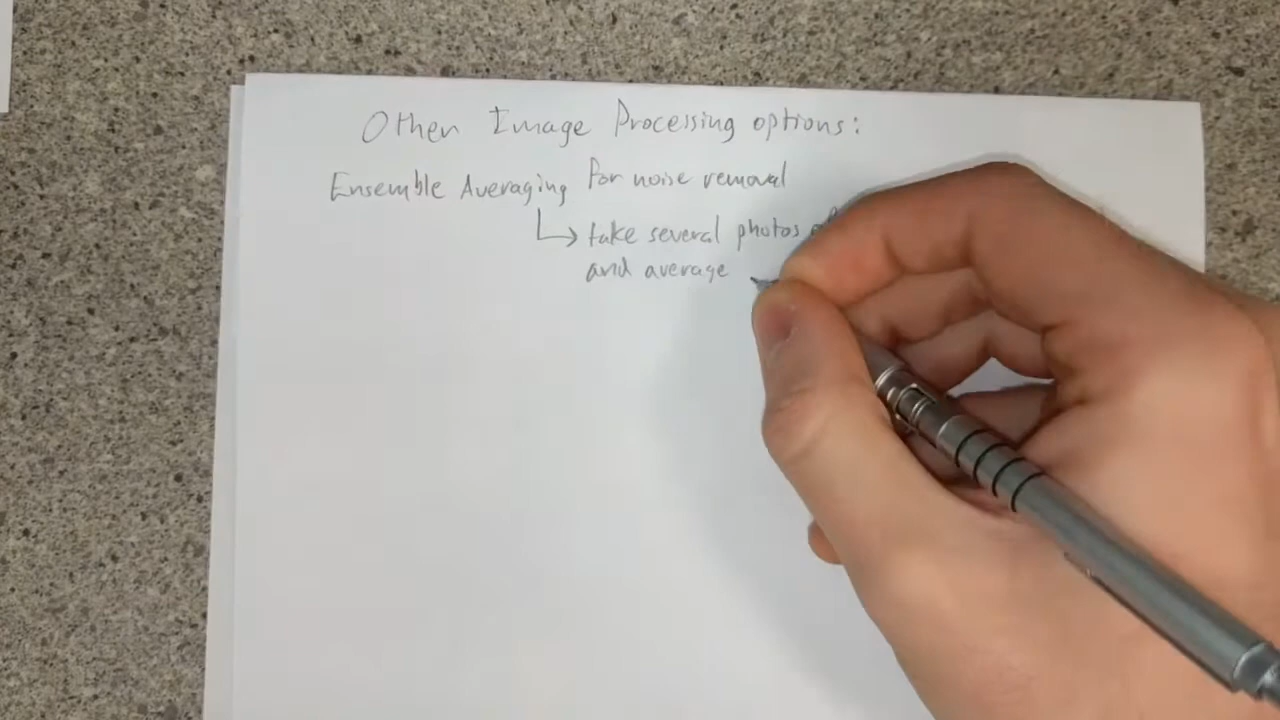 Other Image Processing options:
Ensemble Averaging for noise removal
take several photos
and average